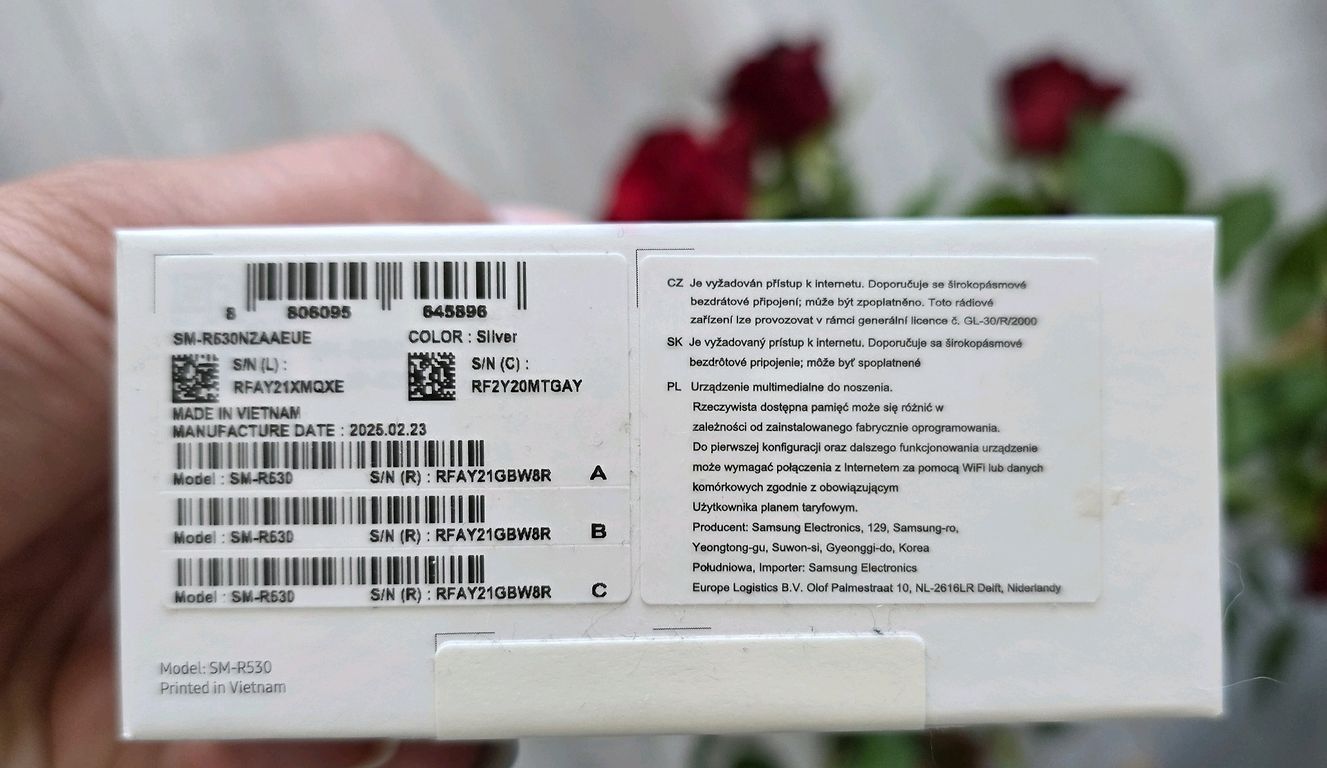 8 806095 645896
SM-R530NZAAEUE COLOR : Silver
S/N (L) : S/N (C) :
RFAY21XMQXE RF2Y20MTGAY
MADE IN VIETNAM
MANUFACTURE DATE : 2025.02.23
Model : SM-R530 S/N (R) : RFAY21GBW8R A
Model : SM-R530 S/N (R) : RFAY21GBW8R B
Model : SM-R530 S/N (R) : RFAY21GBW8R C
CZ Je vyžadován přístup k internetu. Doporučuje se širokopásmové
bezdrátové připojení; může být zpoplatněno. Toto rádiové
zařízení lze provozovat v rámci generální licence č. GL-30/R/2000
SK Je vyžadovaný prístup k internetu. Doporučuje sa širokopásmové
bezdrôtové pripojenie; môže byť spoplatnené
PL Urządzenie multimedialne do noszenia.
Rzeczywista dostępna pamięć może się różnić w
zależności od zainstalowanego fabrycznie oprogramowania.
Do pierwszej konfiguracji oraz dalszego funkcjonowania urządzenie
może wymagać połączenia z Internetem za pomocą WiFi lub danych
komórkowych zgodnie z obowiązującym
Użytkownika planem taryfowym.
Producent: Samsung Electronics, 129, Samsung-ro,
Yeongtong-gu, Suwon-si, Gyeonggi-do, Korea
Południowa, Importer: Samsung Electronics
Europe Logistics B.V. Olof Palmestraat 10, NL-2616LR Delft, Niderlandy
Model: SM-R530
Printed in Vietnam